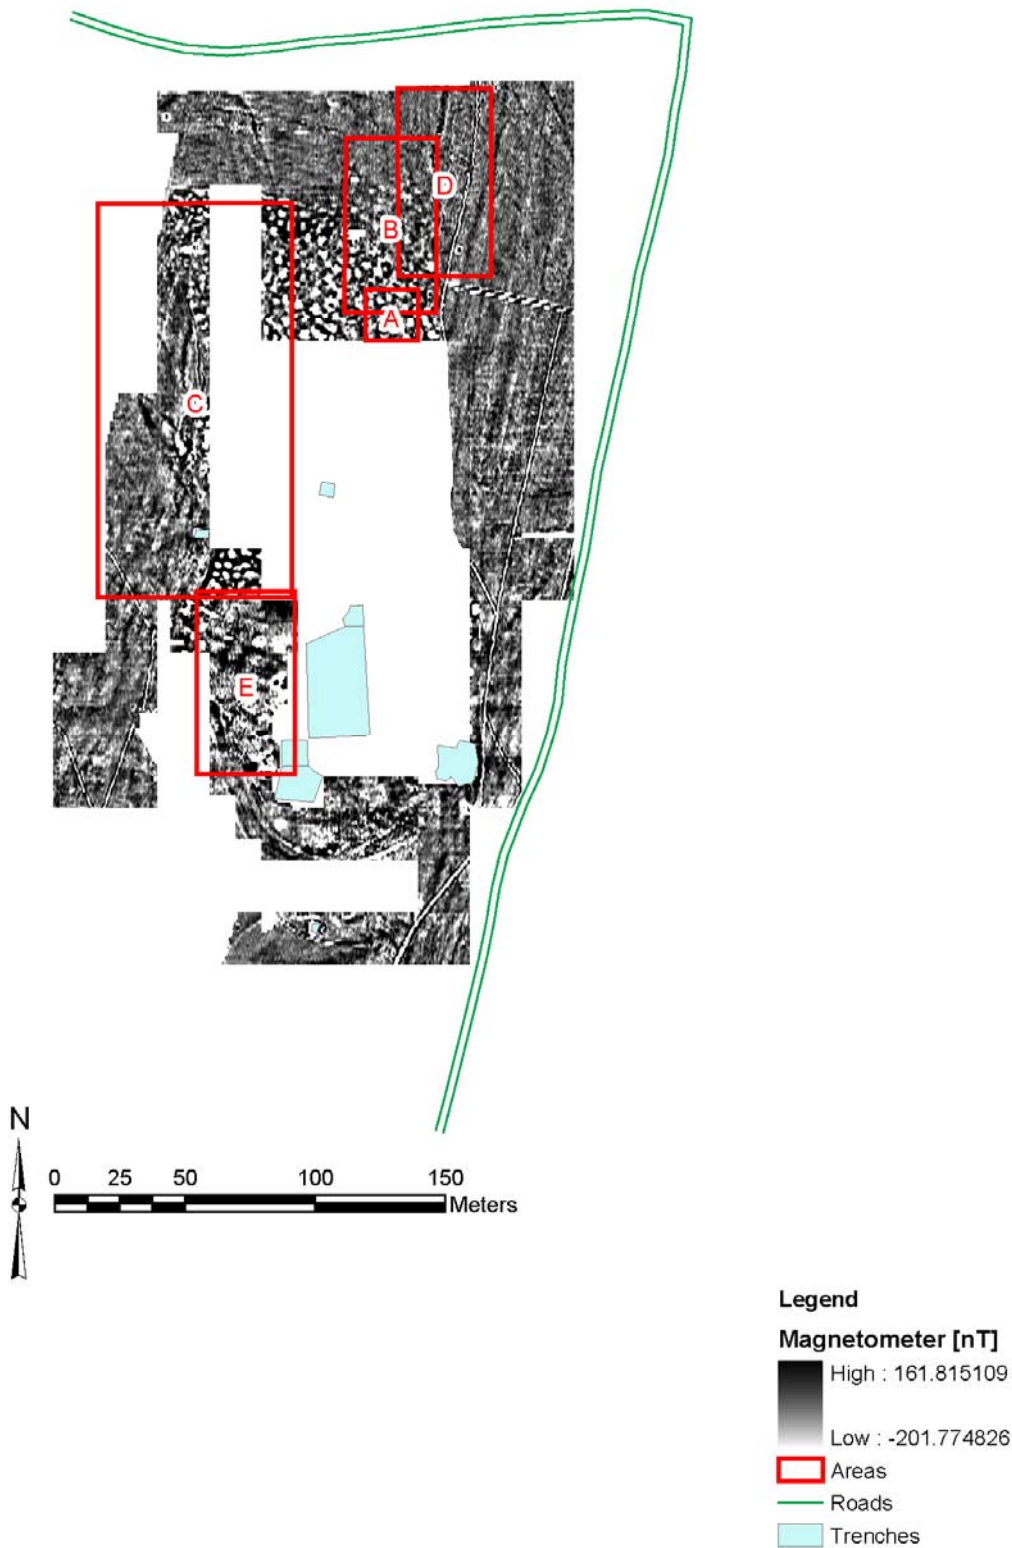 D
B
A
C
E
N
0 25 50 100 150
Meters
Legend
Magnetometer [nT]
High : 161.815109
Low : -201.774826
Areas
Roads
Trenches